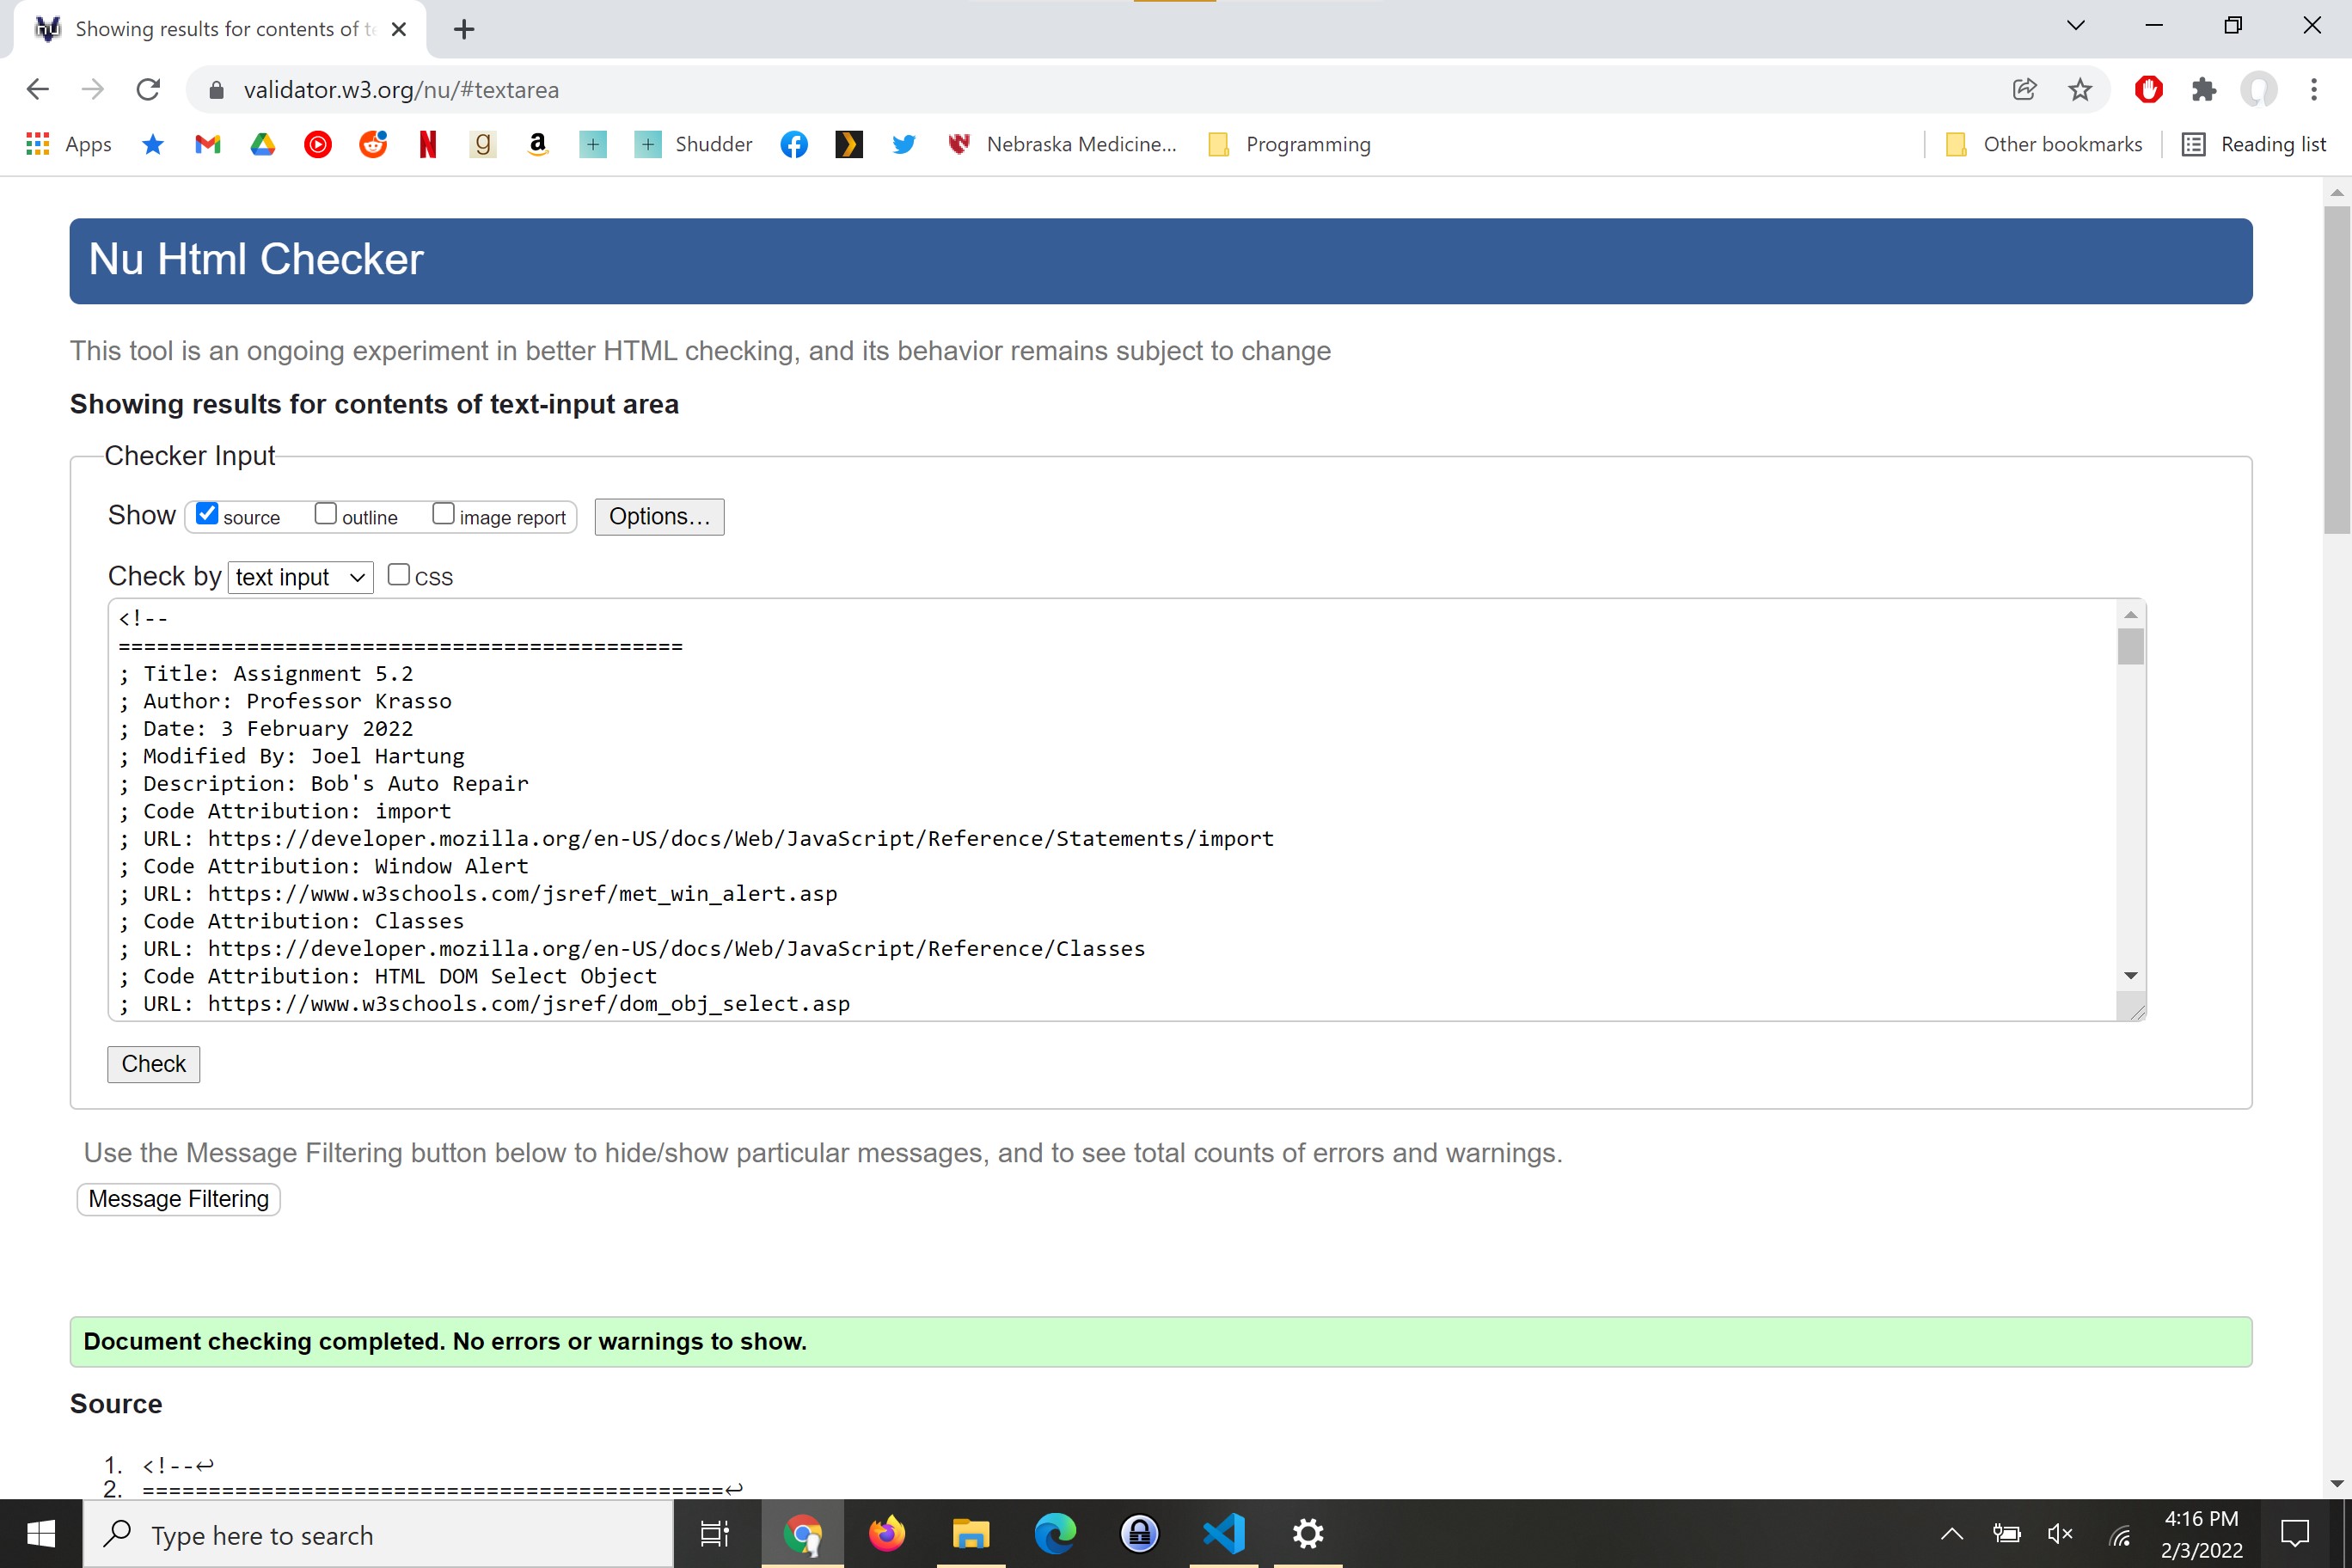 Showing results for contents of t
validator.w3.org/nu/#textarea
Apps
Shudder
Nebraska Medicine...
Programming
Other bookmarks
Reading list
Nu Html Checker
This tool is an ongoing experiment in better HTML checking, and its behavior remains subject to change
Showing results for contents of text-input area
Checker Input
Show source outline image report Options...
Check by text input CSS
<!--
============================================
; Title: Assignment 5.2
; Author: Professor Krasso
; Date: 3 February 2022
; Modified By: Joel Hartung
; Description: Bob's Auto Repair
; Code Attribution: import
; URL: https://developer.mozilla.org/en-US/docs/Web/JavaScript/Reference/Statements/import
; Code Attribution: Window Alert
; URL: https://www.w3schools.com/jsref/met_win_alert.asp
; Code Attribution: Classes
; URL: https://developer.mozilla.org/en-US/docs/Web/JavaScript/Reference/Classes
; Code Attribution: HTML DOM Select Object
; URL: https://www.w3schools.com/jsref/dom_obj_select.asp
Check
Use the Message Filtering button below to hide/show particular messages, and to see total counts of errors and warnings.
Message Filtering
Document checking completed. No errors or warnings to show.
Source
1. <!--↩
2. ============================================↩
Type here to search
4:16 PM
2/3/2022